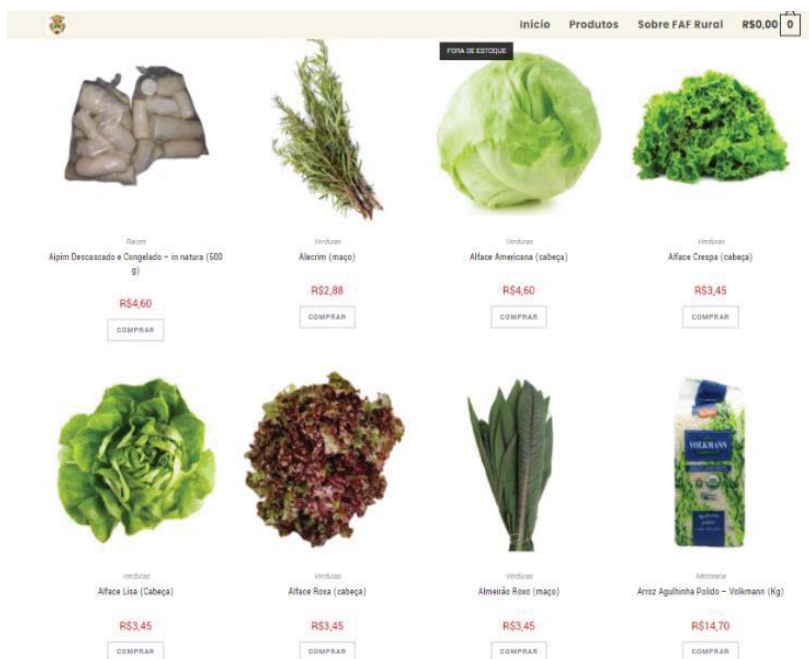 Início Produtos Sobre FAF Rural R$0,00 0
FORA DE ESTOQUE
Raízes
Aipim Descascado e Congelado – in natura (500
g)
R$4,60
COMPRAR
Verduras
Alecrim (maço)
R$2,88
COMPRAR
Verduras
Alface Americana (cabeça)
R$4,60
COMPRAR
Verduras
Alface Crespa (cabeça)
R$3,45
COMPRAR
VOLKMANN
Verduras
Alface Lisa (Cabeça)
R$3,45
COMPRAR
Verduras
Alface Roxa (cabeça)
R$3,45
COMPRAR
Verduras
Almeirão Roxo (maço)
R$3,45
COMPRAR
Mercearia
Arroz Agulhinha Polido – Volkmann (Kg)
R$14,70
COMPRAR